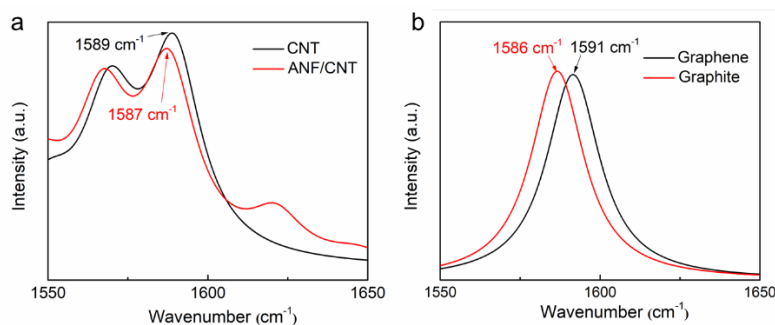 a
1589 cm⁻¹
CNT
ANF/CNT
1587 cm⁻¹
Intensity (a.u.)
1550
1600
1650
Wavenumber (cm⁻¹)
b
1586 cm⁻¹
1591 cm⁻¹
Graphene
Graphite
Intensity (a.u.)
1550
1600
1650
Wavenumber (cm⁻¹)